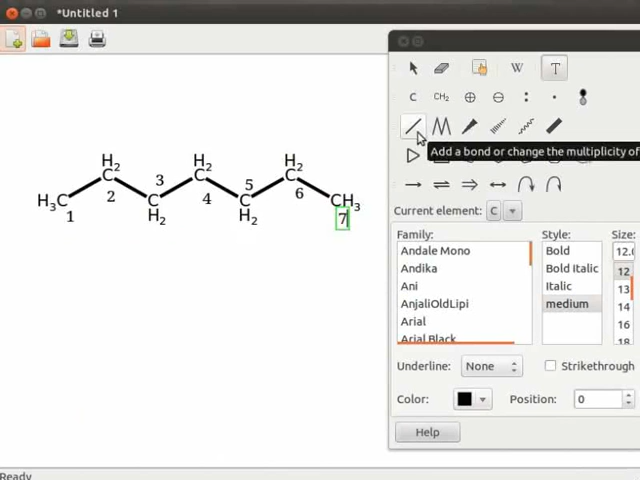 *Untitled 1
W
T
C
CH₂
Add a bond or change the multiplicity of
Current element: C
Family:
Style:
Size:
Andale Mono
Andika
Ani
AnjaliOldLipi
Arial
Arial Black
Bold
Bold Italic
Italic
medium
12.0
12
13
14
16
18
Underline: None
Strikethrough
Color:
Position: 0
Help
H₂ H₂ H₂
C C C
H₃C CH₃
C C
H₂ H₂
1 2 3 4 5 6 7
Ready